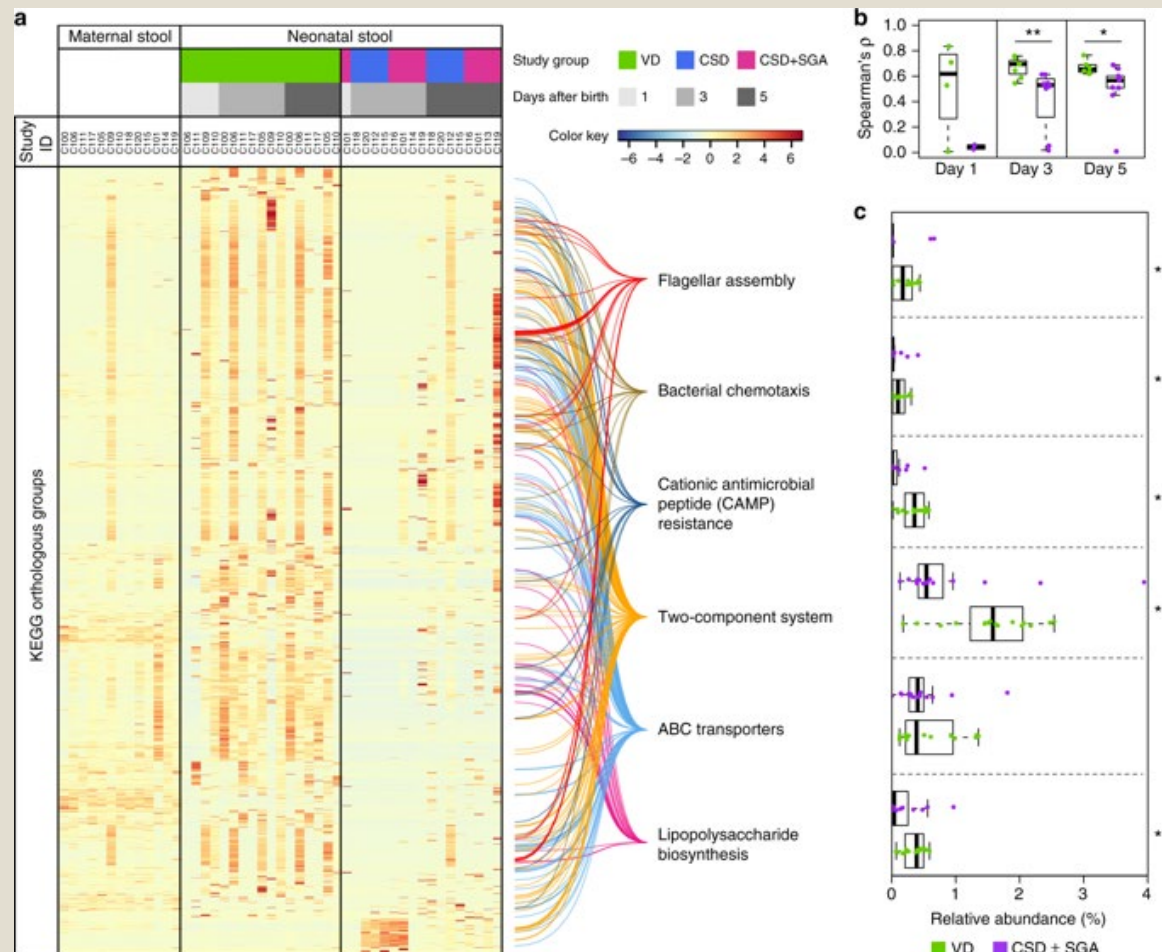 a
Maternal stool
Neonatal stool
Study group
VD
CSD
CSD+SGA
Days after birth
1
3
5
Color key
−6 −4 −2 0 2 4 6
Study
ID
KEGG orthologous groups
Flagellar assembly
Bacterial chemotaxis
Cationic antimicrobial
peptide (CAMP)
resistance
Two-component system
ABC transporters
Lipopolysaccharide
biosynthesis
b
Spearman's ρ
1.0
0.8
0.6
0.4
0.2
0.0
**
*
Day 1
Day 3
Day 5
c
*
*
*
*
*
0 1 2 3 4
Relative abundance (%)
VD
CSD ± SGA